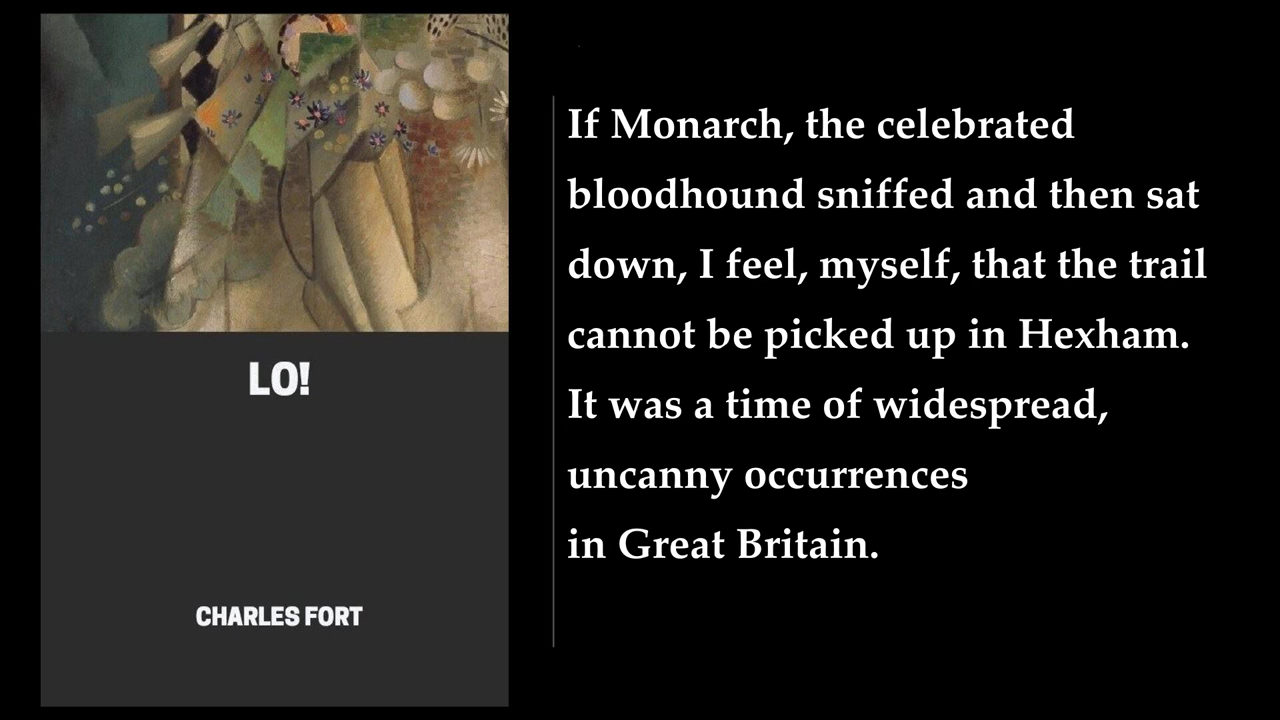 LO!
CHARLES FORT
If Monarch, the celebrated
bloodhound sniffed and then sat
down, I feel, myself, that the trail
cannot be picked up in Hexham.
It was a time of widespread,
uncanny occurrences
in Great Britain.